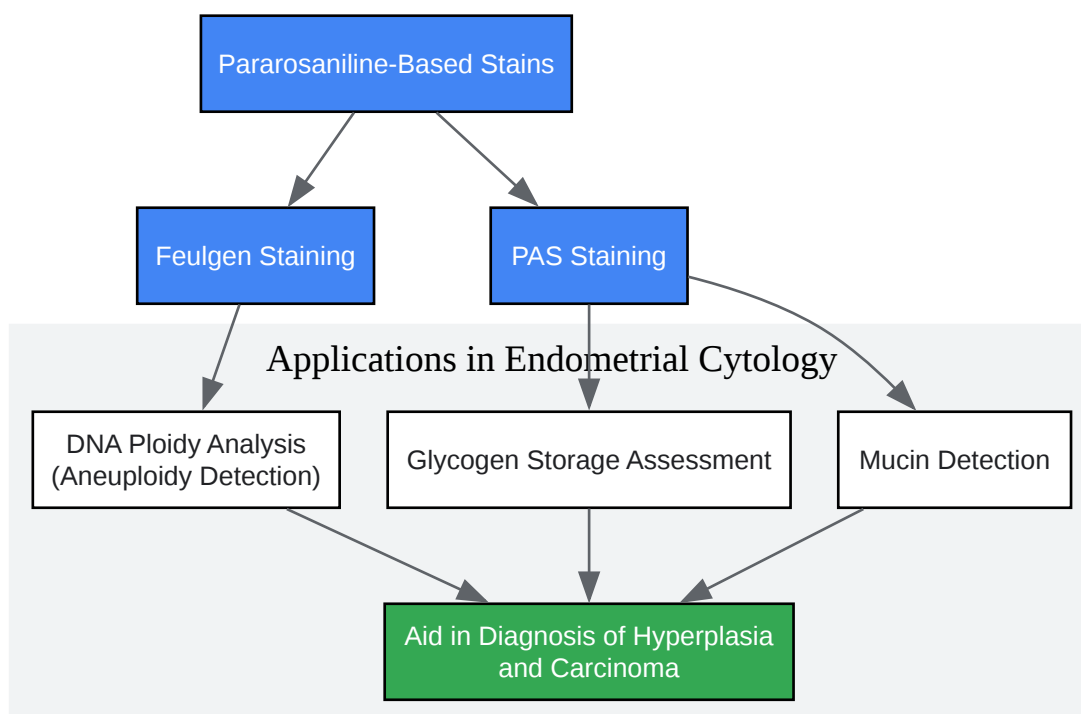 Pararosaniline-Based Stains
Feulgen Staining
PAS Staining
Applications in Endometrial Cytology
DNA Ploidy Analysis
(Aneuploidy Detection)
Glycogen Storage Assessment
Mucin Detection
Aid in Diagnosis of Hyperplasia
and Carcinoma